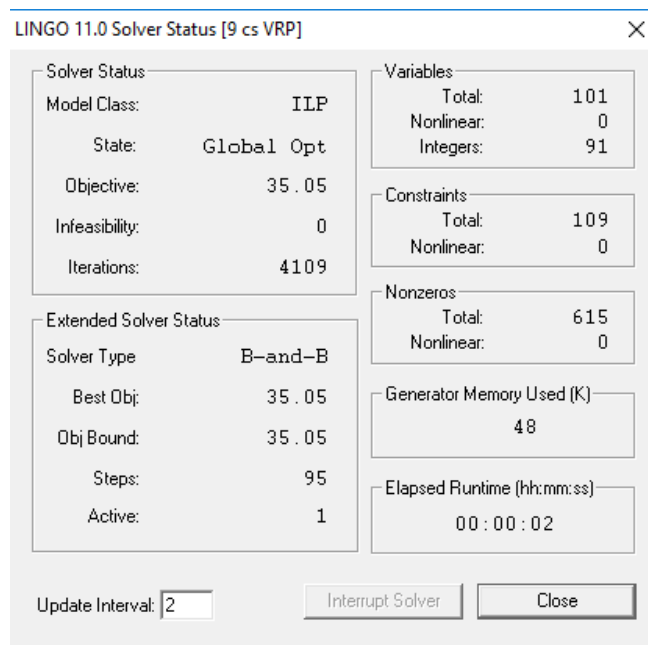 LINGO 11.0 Solver Status [9 cs VRP]
Solver Status
Model Class: ILP
State: Global Opt
Objective: 35.05
Infeasibility: 0
Iterations: 4109
Extended Solver Status
Solver Type B-and-B
Best Obj: 35.05
Obj Bound: 35.05
Steps: 95
Active: 1
Variables
Total: 101
Nonlinear: 0
Integers: 91
Constraints
Total: 109
Nonlinear: 0
Nonzeros
Total: 615
Nonlinear: 0
Generator Memory Used (K)
48
Elapsed Runtime (hh:mm:ss)
00:00:02
Update Interval: 2
Interrupt Solver
Close